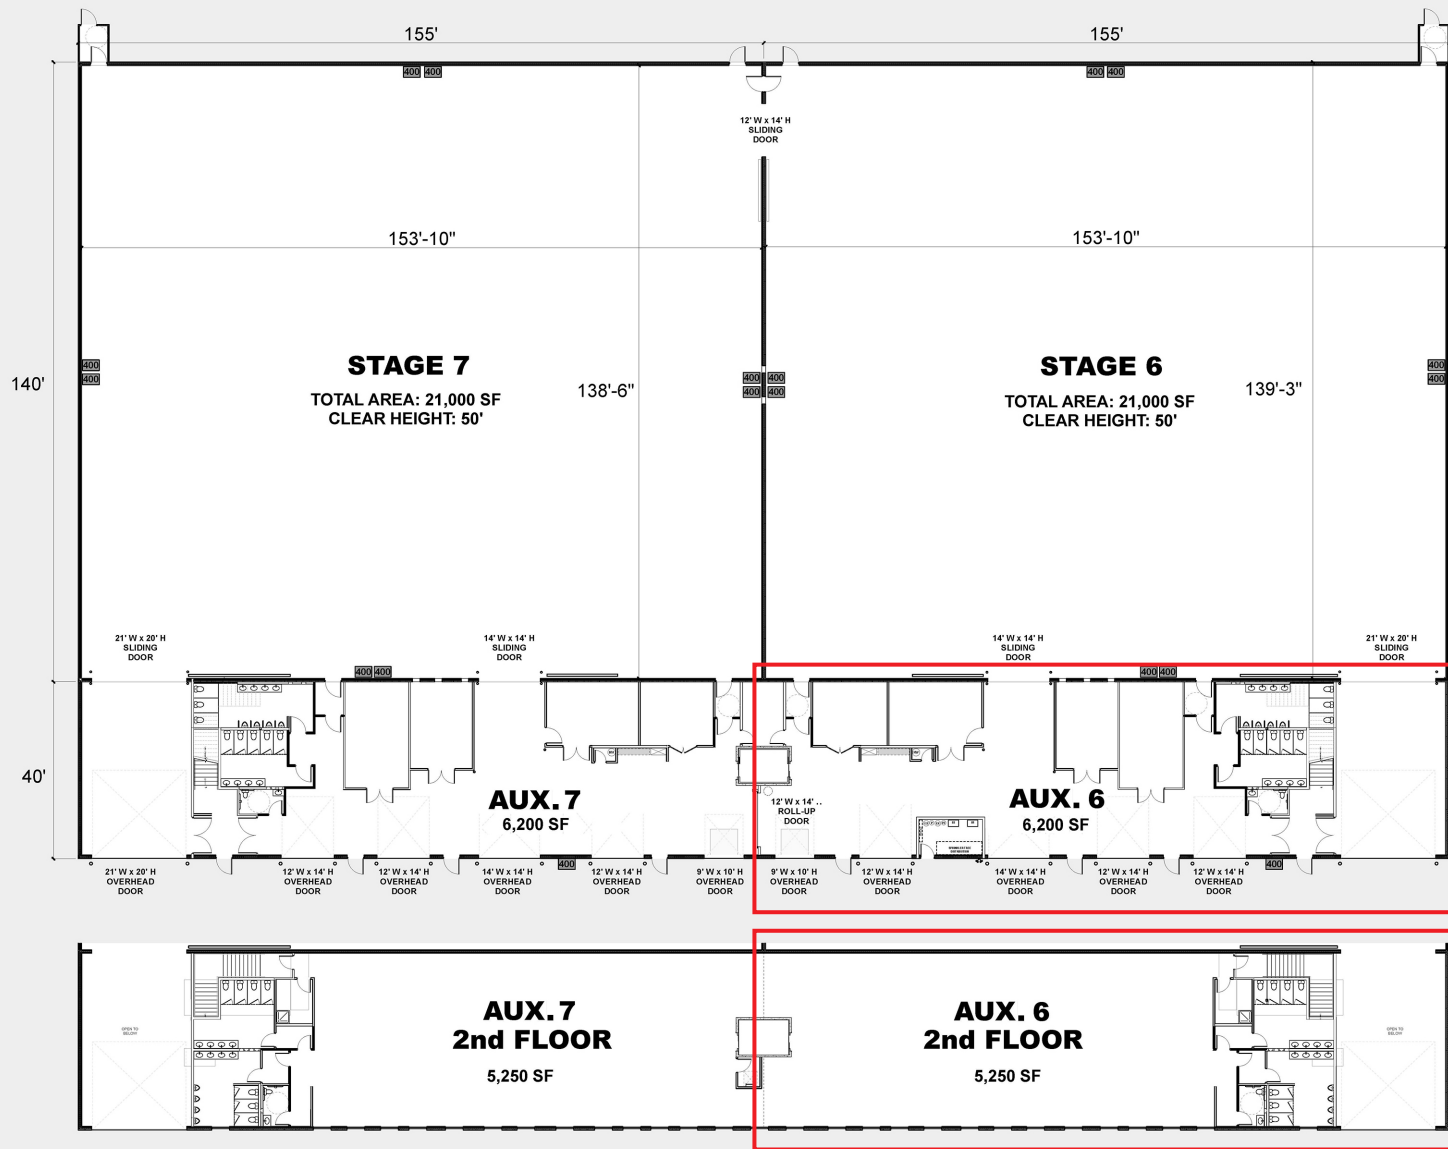 155'
155'
400 400
400 400
12' W x 14' H
SLIDING
DOOR
153'-10"
153'-10"
STAGE 7
TOTAL AREA: 21,000 SF
CLEAR HEIGHT: 50'
138'-6"
STAGE 6
TOTAL AREA: 21,000 SF
CLEAR HEIGHT: 50'
139'-3"
140'
400
400
400 400
400 400
400
400
21' W x 20' H
SLIDING
DOOR
14' W x 14' H
SLIDING
DOOR
14' W x 14' H
SLIDING
DOOR
21' W x 20' H
SLIDING
DOOR
400 400
400 400
40'
AUX. 7
6,200 SF
12' W x 14' ..
ROLL-UP
DOOR
AUX. 6
6,200 SF
400
400
21' W x 20' H
OVERHEAD
DOOR
12' W x 14' H
OVERHEAD
DOOR
12' W x 14' H
OVERHEAD
DOOR
14' W x 14' H
OVERHEAD
DOOR
12' W x 14' H
OVERHEAD
DOOR
9' W x 10' H
OVERHEAD
DOOR
9' W x 10' H
OVERHEAD
DOOR
12' W x 14' H
OVERHEAD
DOOR
14' W x 14' H
OVERHEAD
DOOR
12' W x 14' H
OVERHEAD
DOOR
12' W x 14' H
OVERHEAD
DOOR
OPEN TO
BELOW
AUX. 7
2nd FLOOR
5,250 SF
AUX. 6
2nd FLOOR
5,250 SF
OPEN TO
BELOW